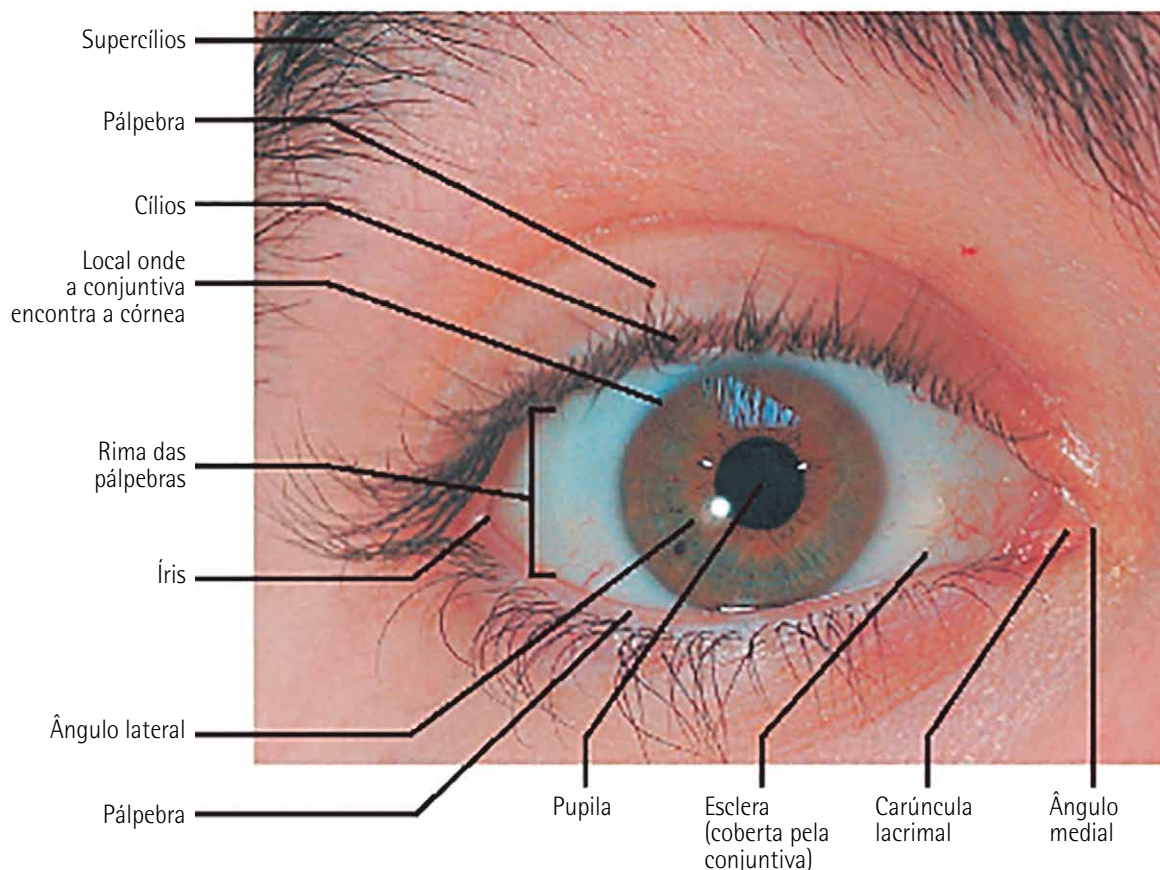 Supercílios
Pálpebra
Cílios
Local onde
a conjuntiva
encontra a córnea
Rima das
pálpebras
Íris
Ângulo lateral
Pálpebra
Pupila
Esclera
(coberta pela
conjuntiva)
Carúncula
lacrimal
Ângulo
medial